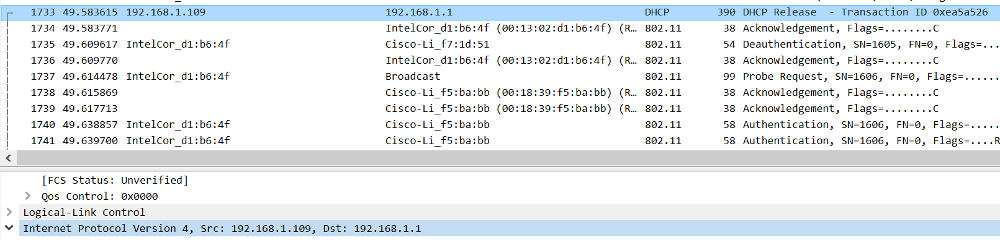 1733 49.583615 192.168.1.109 192.168.1.1 DHCP 390 DHCP Release - Transaction ID 0xea5a526
1734 49.583771 IntelCor_d1:b6:4f (00:13:02:d1:b6:4f) (R… 802.11 38 Acknowledgement, Flags=........C
1735 49.609617 IntelCor_d1:b6:4f Cisco-Li_f7:1d:51 802.11 54 Deauthentication, SN=1605, FN=0, Flags=...
1736 49.609770 IntelCor_d1:b6:4f (00:13:02:d1:b6:4f) (R… 802.11 38 Acknowledgement, Flags=........C
1737 49.614478 IntelCor_d1:b6:4f Broadcast 802.11 99 Probe Request, SN=1606, FN=0, Flags=......
1738 49.615869 Cisco-Li_f5:ba:bb (00:18:39:f5:ba:bb) (R… 802.11 38 Acknowledgement, Flags=........C
1739 49.617713 Cisco-Li_f5:ba:bb (00:18:39:f5:ba:bb) (R… 802.11 38 Acknowledgement, Flags=........C
1740 49.638857 IntelCor_d1:b6:4f Cisco-Li_f5:ba:bb 802.11 58 Authentication, SN=1606, FN=0, Flags=.....
1741 49.639700 IntelCor_d1:b6:4f Cisco-Li_f5:ba:bb 802.11 58 Authentication, SN=1606, FN=0, Flags=....R
[FCS Status: Unverified]
Qos Control: 0x0000
Logical-Link Control
Internet Protocol Version 4, Src: 192.168.1.109, Dst: 192.168.1.1